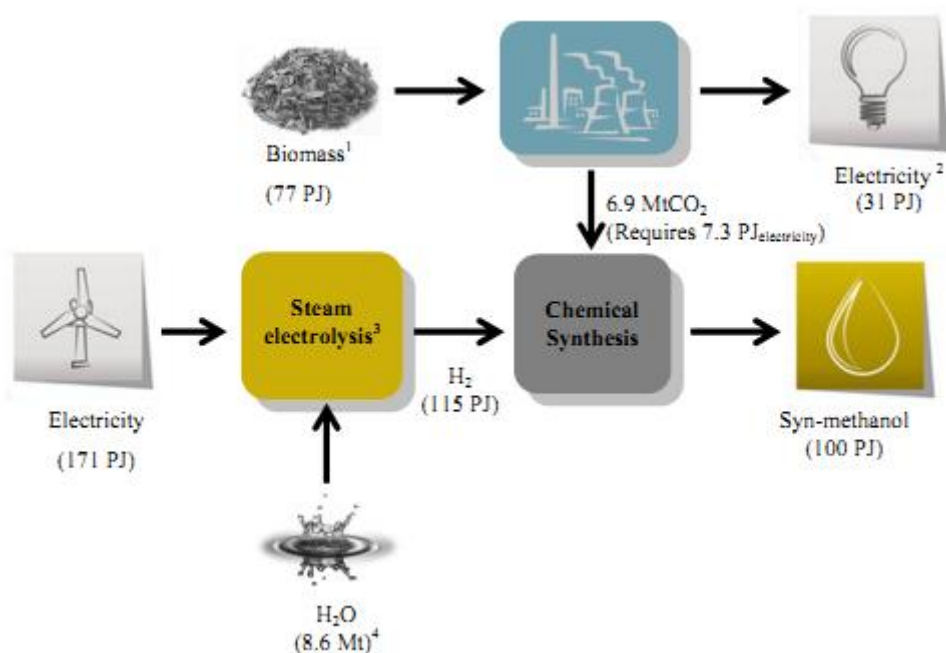 Biomass¹
(77 PJ)
Electricity ²
(31 PJ)
6.9 MtCO₂
(Requires 7.3 PJₑₗₑcₜᵣᵢcᵢₜy)
Steam
electrolysis³
Chemical
Synthesis
H₂
(115 PJ)
Electricity
(171 PJ)
Syn-methanol
(100 PJ)
H₂O
(8.6 Mt)⁴